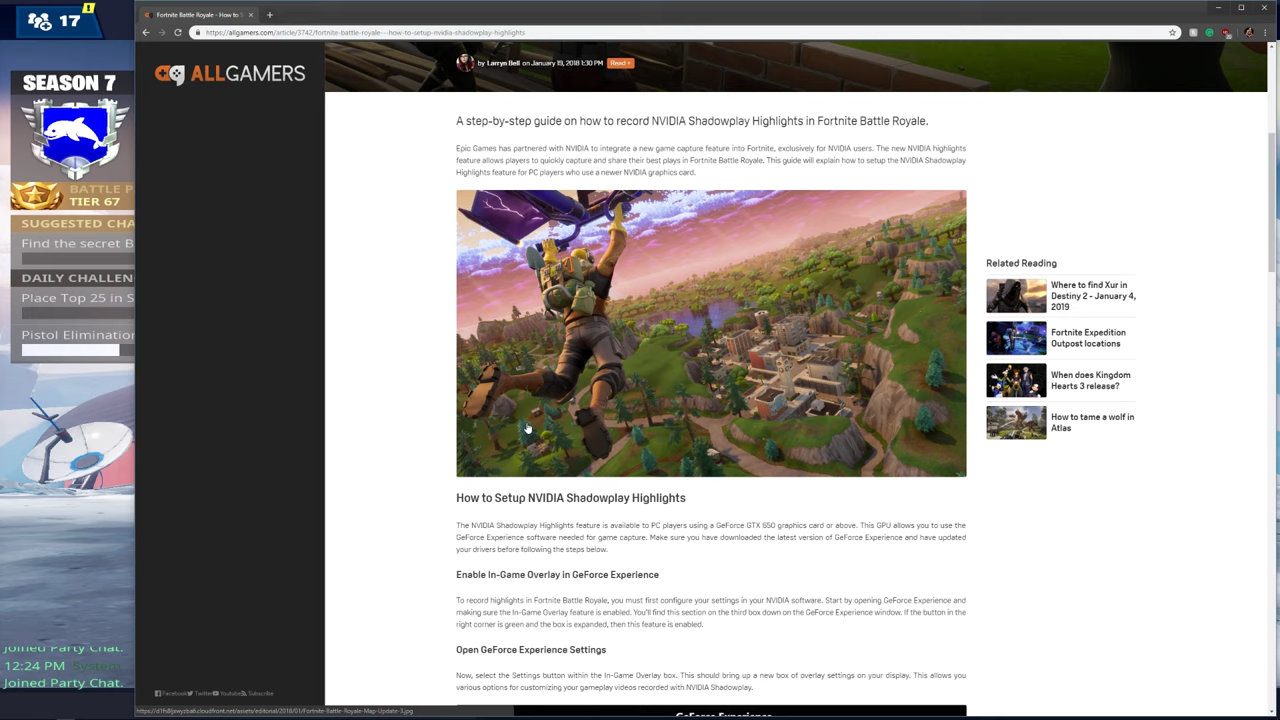 17
!
SEASON 7
SUGGESTED
BATTLE
TIER 67
DAILY CHALLENG
Place Top 25 in S
Pistol Eliminatio
Joined Party Chat.
12:24 PM System
Fortnite Battle Royale - How to S
https://allgamers.com/article/3742/fortnite-battle-royale---how-to-setup-nvidia-shadowplay-highlights
ALLGAMERS
by Larryn Bell on January 19, 2018 1:30 PM Read +
A step-by-step guide on how to record NVIDIA Shadowplay Highlights in Fortnite Battle Royale.
Epic Games has partnered with NVIDIA to integrate a new game capture feature into Fortnite, exclusively for NVIDIA users. The new NVIDIA highlights
feature allows players to quickly capture and share their best plays in Fortnite Battle Royale. This guide will explain how to setup the NVIDIA Shadowplay
Highlights feature for PC players who use a newer NVIDIA graphics card.
Related Reading
Where to find Xur in
Destiny 2 - January 4,
2019
Fortnite Expedition
Outpost locations
When does Kingdom
Hearts 3 release?
How to tame a wolf in
Atlas
How to Setup NVIDIA Shadowplay Highlights
The NVIDIA Shadowplay Highlights feature is available to PC players using a GeForce GTX 650 graphics card or above. This GPU allows you to use the
GeForce Experience software needed for game capture. Make sure you have downloaded the latest version of GeForce Experience and have updated
your drivers before following the steps below.
Enable In-Game Overlay in GeForce Experience
To record highlights in Fortnite Battle Royale, you must first configure your settings in your NVIDIA software. Start by opening GeForce Experience and
making sure the In-Game Overlay feature is enabled. You'll find this section on the third box down on the GeForce Experience window. If the button in the
right corner is green and the box is expanded, then this feature is enabled.
Open GeForce Experience Settings
Now, select the Settings button within the In-Game Overlay box. This should bring up a new box of overlay settings on your display. This allows you
various options for customizing your gameplay videos recorded with NVIDIA Shadowplay.
Facebook Twitter Youtube Subscribe
GeForce Experience